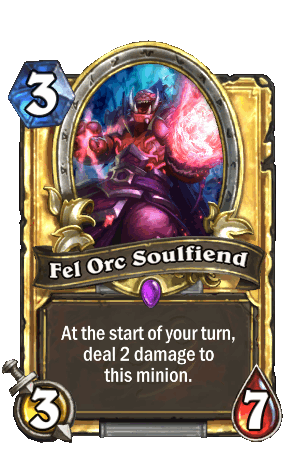 3
Fel Orc Soulfiend
At the start of your turn,
deal 2 damage to
this minion.
3
7